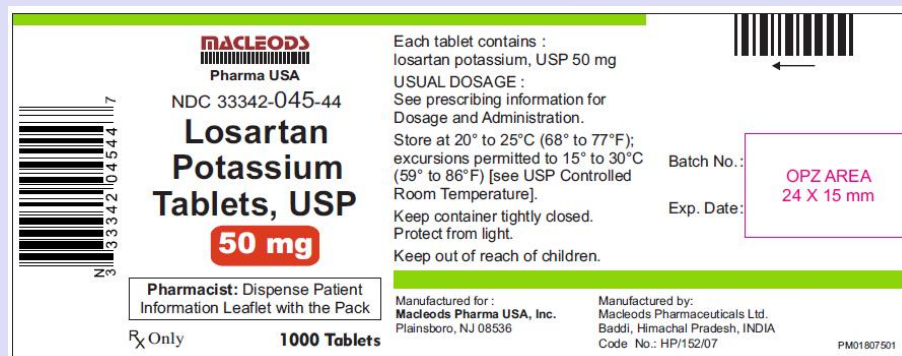 MACLEODS
Pharma USA
NDC 33342-045-44
Losartan
Potassium
Tablets, USP
50 mg
Pharmacist: Dispense Patient
Information Leaflet with the Pack
Rx Only 1000 Tablets
N 3 33342 04544 7
Each tablet contains :
losartan potassium, USP 50 mg
USUAL DOSAGE :
See prescribing information for
Dosage and Administration.
Store at 20° to 25°C (68° to 77°F);
excursions permitted to 15° to 30°C
(59° to 86°F) [see USP Controlled
Room Temperature].
Keep container tightly closed.
Protect from light.
Keep out of reach of children.
Manufactured for :
Macleods Pharma USA, Inc.
Plainsboro, NJ 08536
Manufactured by:
Macleods Pharmaceuticals Ltd.
Baddi, Himachal Pradesh, INDIA
Code No.: HP/152/07
Batch No.:
Exp. Date:
OPZ AREA
24 X 15 mm
PM01807501